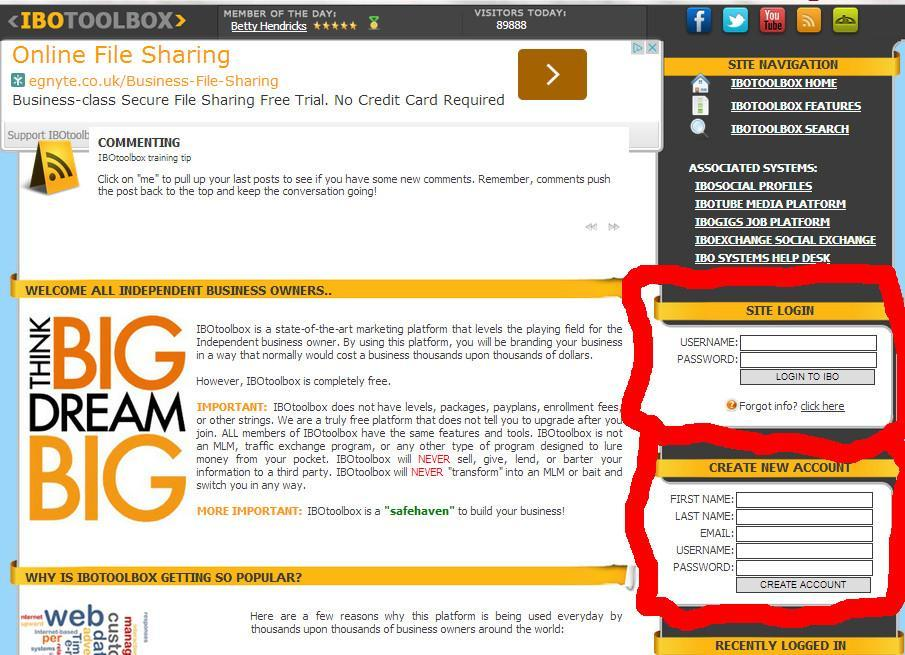 <IBOTOOLBOX>
MEMBER OF THE DAY:
Betty Hendricks
VISITORS TODAY:
89888
You
Tube
Online File Sharing
egnyte.co.uk/Business-File-Sharing
Business-class Secure File Sharing Free Trial. No Credit Card Required
Support IBOtoolb
COMMENTING
IBOtoolbox training tip
Click on "me" to pull up your last posts to see if you have some new comments. Remember, comments push
the post back to the top and keep the conversation going!
SITE NAVIGATION
IBOTOOLBOX HOME
IBOTOOLBOX FEATURES
IBOTOOLBOX SEARCH
ASSOCIATED SYSTEMS:
IBOSOCIAL PROFILES
IBOTUBE MEDIA PLATFORM
IBOGIGS JOB PLATFORM
IBOEXCHANGE SOCIAL EXCHANGE
IBO SYSTEMS HELP DESK
WELCOME ALL INDEPENDENT BUSINESS OWNERS..
THINK
BIG
DREAM
BIG
IBOtoolbox is a state-of-the-art marketing platform that levels the playing field for the
Independent business owner. By using this platform, you will be branding your business
in a way that normally would cost a business thousands upon thousands of dollars.
However, IBOtoolbox is completely free.
IMPORTANT: IBOtoolbox does not have levels, packages, payplans, enrollment fees,
or other strings. We are a truly free platform that does not tell you to upgrade after you
join. ALL members of IBOtoolbox have the same features and tools. IBOtoolbox is not
an MLM, traffic exchange program, or any other type of program designed to lure
money from your pocket. IBOtoolbox will NEVER sell, give, lend, or barter your
information to a third party. IBOtoolbox will NEVER "transform" into an MLM or bait and
switch you in any way.
MORE IMPORTANT: IBOtoolbox is a "safehaven" to build your business!
SITE LOGIN
USERNAME:
PASSWORD:
LOGIN TO IBO
Forgot info? click here
CREATE NEW ACCOUNT
FIRST NAME:
LAST NAME:
EMAIL:
USERNAME:
PASSWORD:
CREATE ACCOUNT
WHY IS IBOTOOLBOX GETTING SO POPULAR?
web
Internet-based
systems
responses
Here are a few reasons why this platform is being used everyday by
thousands upon thousands of business owners around the world:
RECENTLY LOGGED IN